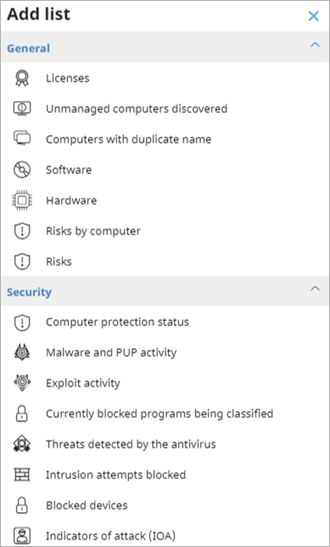 Add list
General
Licenses
Unmanaged computers discovered
Computers with duplicate name
Software
Hardware
Risks by computer
Risks
Security
Computer protection status
Malware and PUP activity
Exploit activity
Currently blocked programs being classified
Threats detected by the antivirus
Intrusion attempts blocked
Blocked devices
Indicators of attack (IOA)